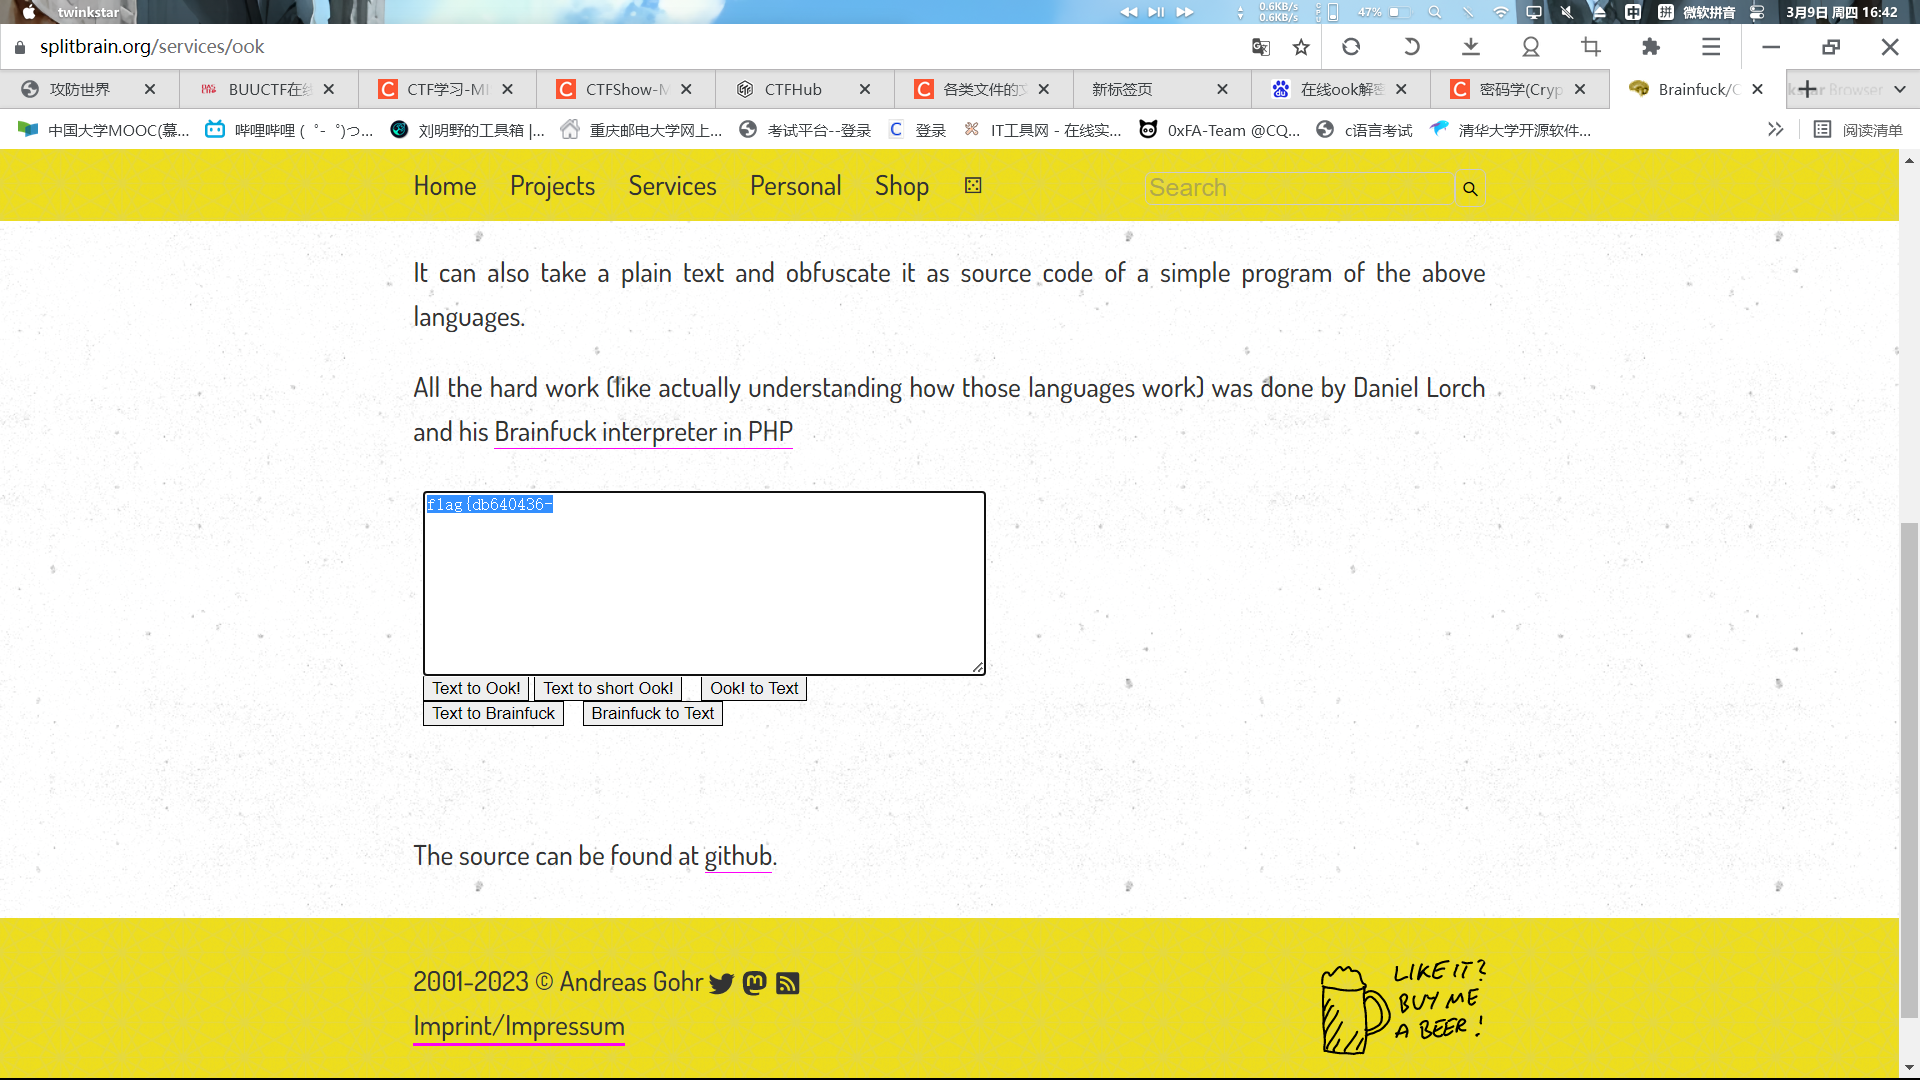 twinkstar
0.6KB/s
0.6KB/s
CPU
47%
中
拼
微软拼音
3月9日 周四 16:42
splitbrain.org/services/ook
攻防世界
BUUCTF在线
CTF学习-MI
CTFShow-M
CTFHub
各类文件的文
新标签页
在线ook解密
密码学(Cryp
Brainfuck/O
Browser
中国大学MOOC(慕...
哔哩哔哩 ( ゜- ゜)つ...
刘明野的工具箱 |...
重庆邮电大学网上...
考试平台--登录
登录
IT工具网 - 在线实...
0xFA-Team @CQ...
c语言考试
清华大学开源软件...
阅读清单
Home
Projects
Services
Personal
Shop
Search
It can also take a plain text and obfuscate it as source code of a simple program of the above
languages.
All the hard work (like actually understanding how those languages work) was done by Daniel Lorch
and his Brainfuck interpreter in PHP
flag{db640436-
Text to Ook!
Text to short Ook!
Ook! to Text
Text to Brainfuck
Brainfuck to Text
The source can be found at github.
2001-2023 © Andreas Gohr
Imprint/Impressum
LIKE IT?
BUY ME
A BEER!